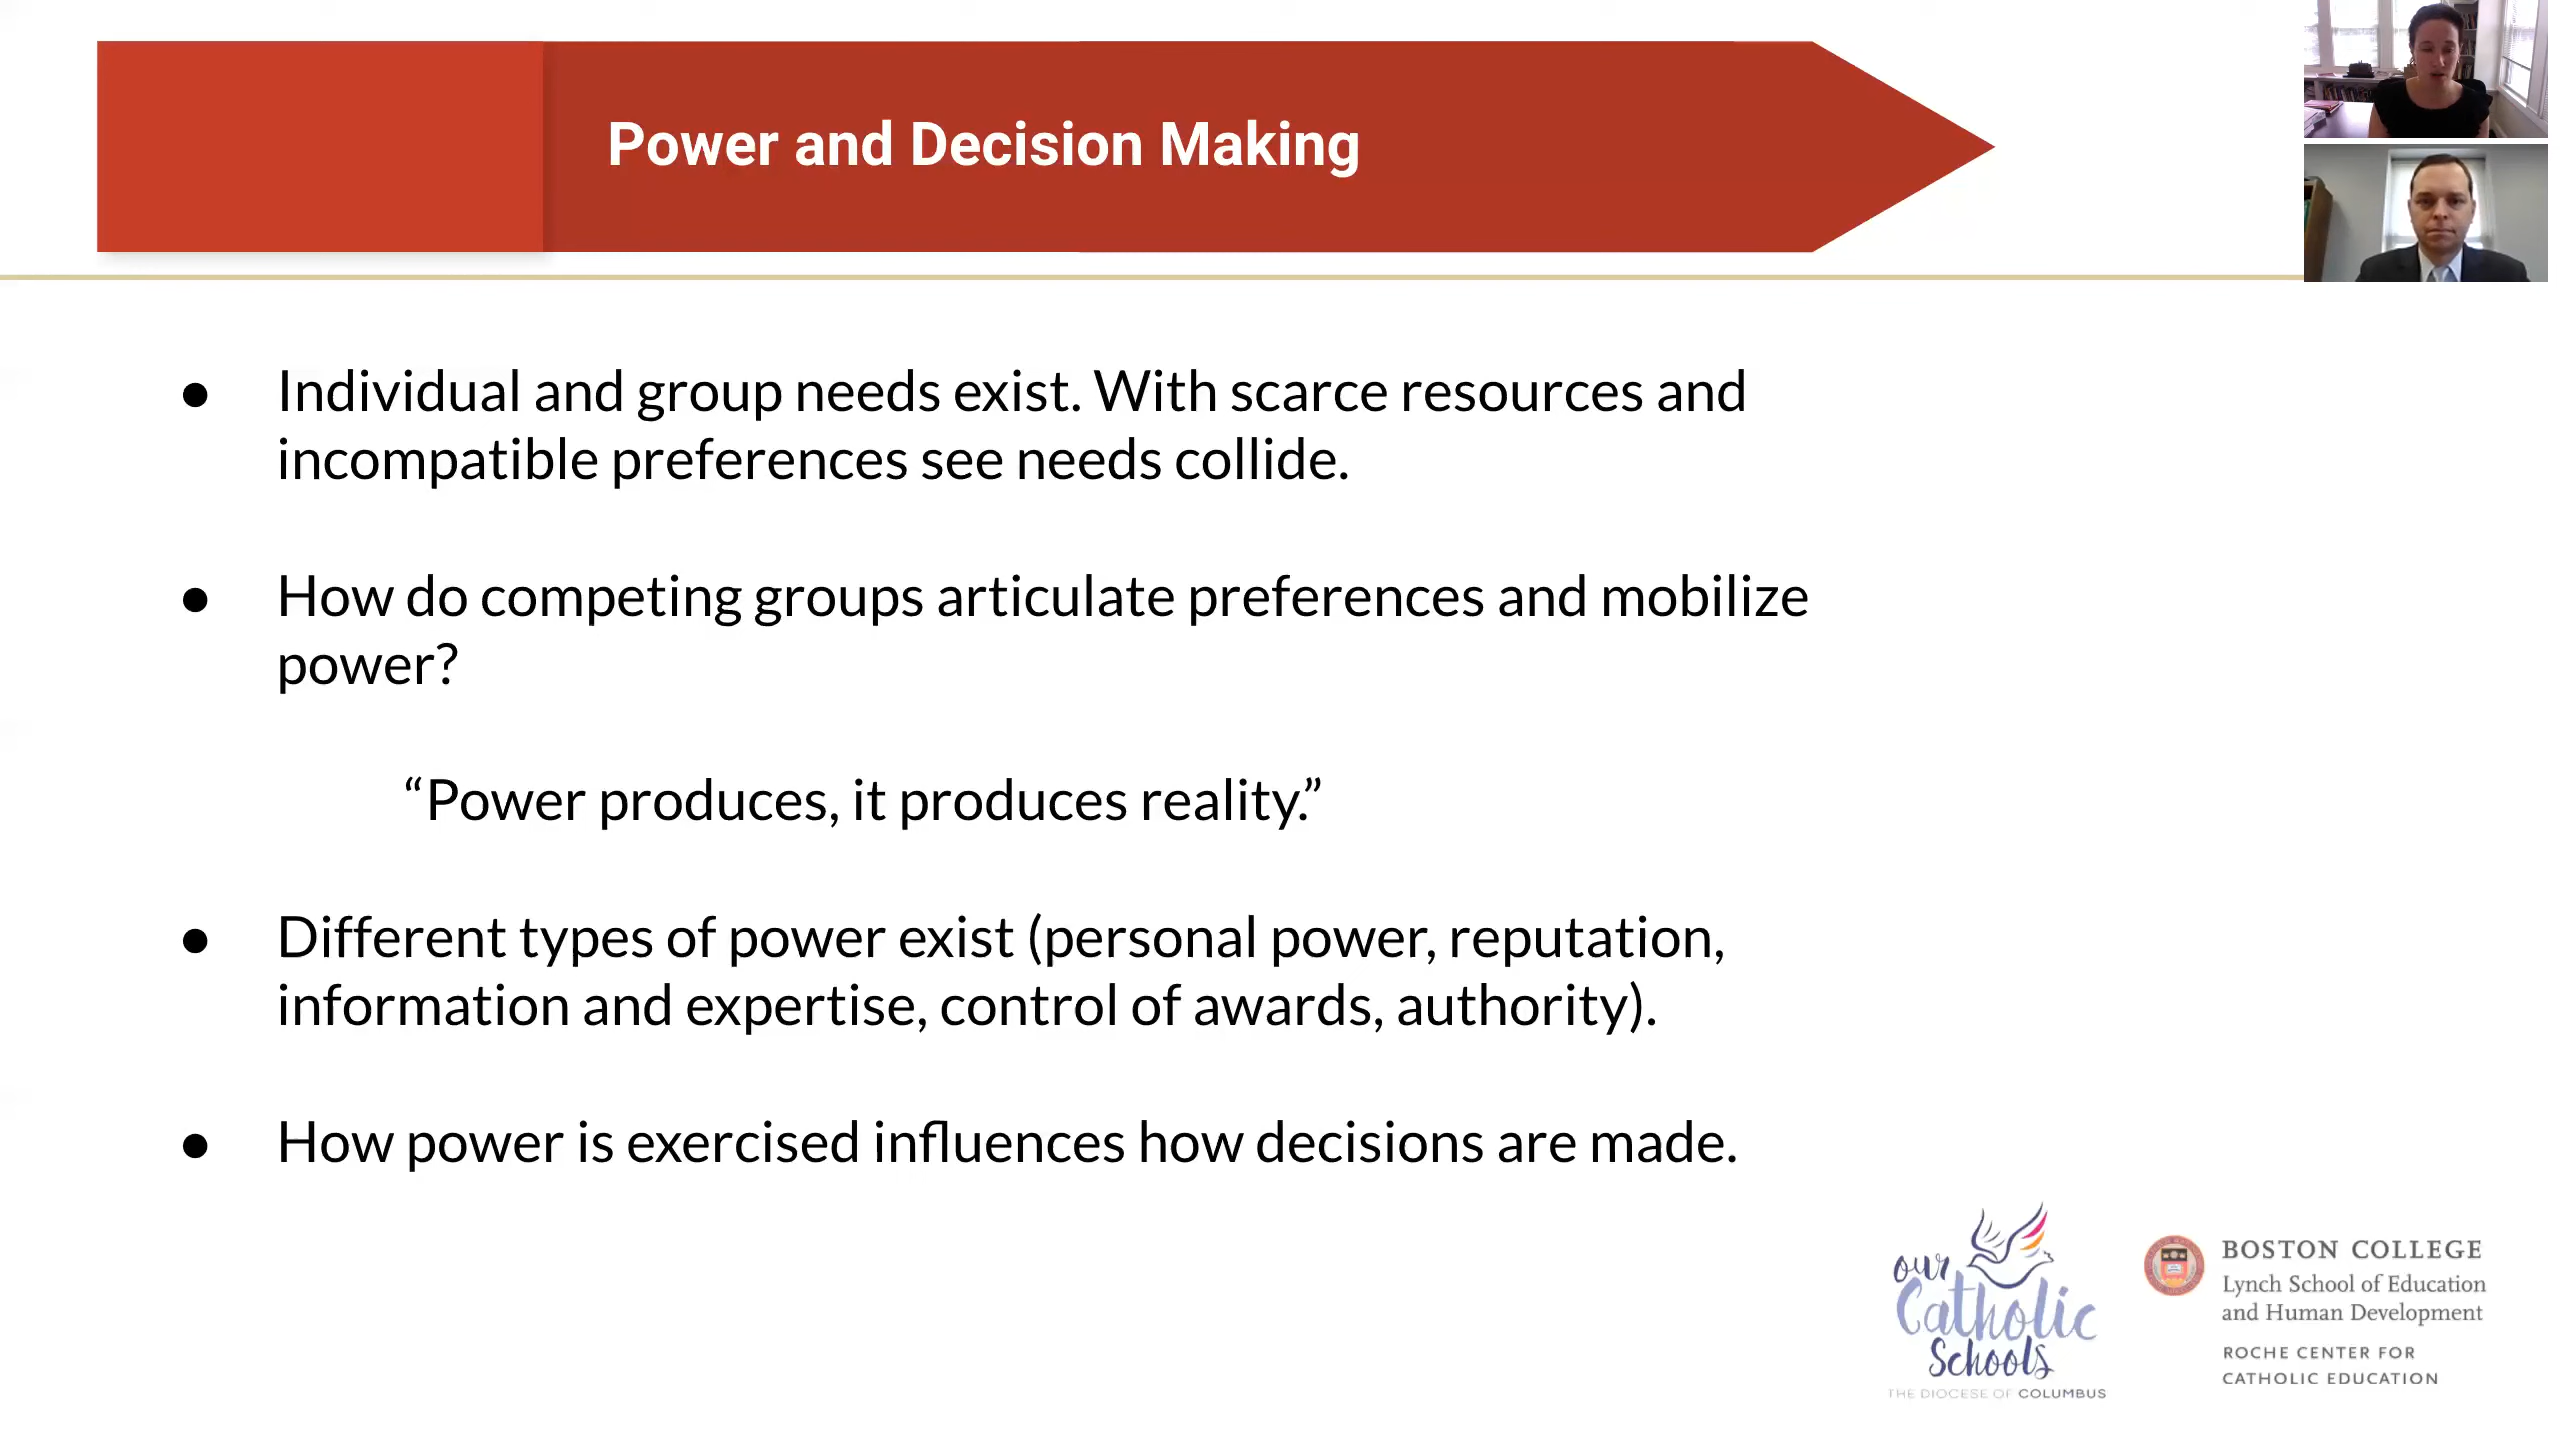 Power and Decision Making
● Individual and group needs exist. With scarce resources and
incompatible preferences see needs collide.
● How do competing groups articulate preferences and mobilize
power?
“Power produces, it produces reality.”
● Different types of power exist (personal power, reputation,
information and expertise, control of awards, authority).
● How power is exercised influences how decisions are made.
our
Catholic
Schools
THE DIOCESE OF COLUMBUS
BOSTON COLLEGE
Lynch School of Education
and Human Development
ROCHE CENTER FOR
CATHOLIC EDUCATION